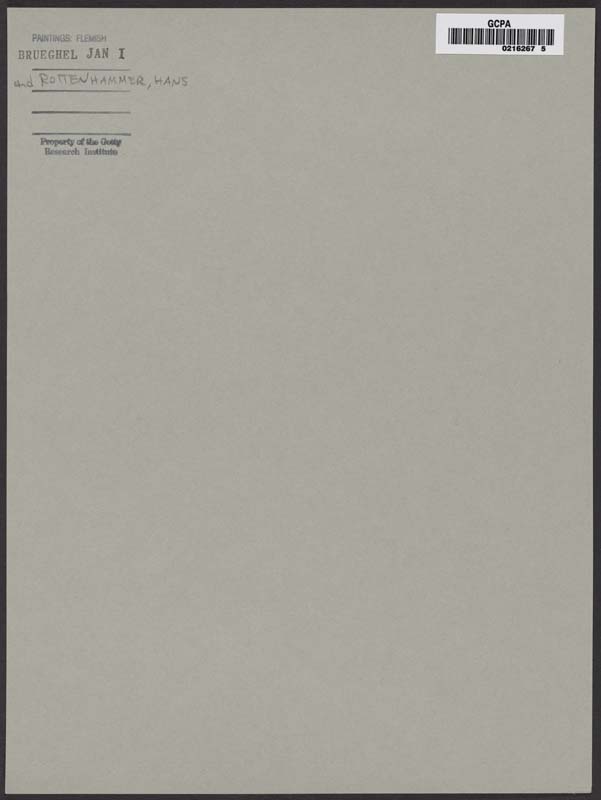 PAINTINGS: FLEMISH
BRUEGHEL JAN I
and ROTTENHAMMER, HANS
Property of the Getty
Research Institute
GCPA
0216267 5